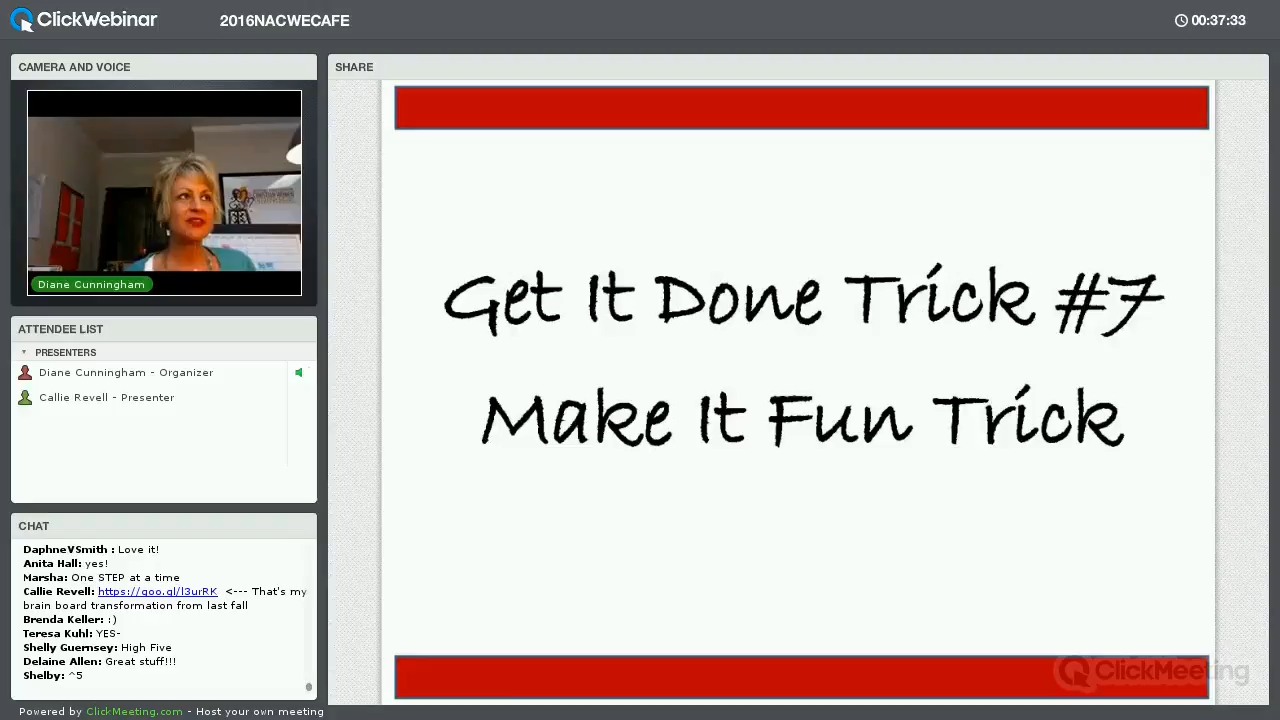 ClickWebinar
2016NACWECAFE
00:37:33
CAMERA AND VOICE
Diane Cunningham
ATTENDEE LIST
PRESENTERS
Diane Cunningham - Organizer
Callie Revell - Presenter
CHAT
DaphneVSmith : Love it!
Anita Hall: yes!
Marsha: One STEP at a time
Callie Revell: https://goo.gl/l3urRK <--- That's my
brain board transformation from last fall
Brenda Keller: :)
Teresa Kuhl: YES-
Shelly Guernsey: High Five
Delaine Allen: Great stuff!!!
Shelby: ^5
Powered by ClickMeeting.com - Host your own meeting
SHARE
Get It Done Trick #7
Make It Fun Trick
ClickMeeting